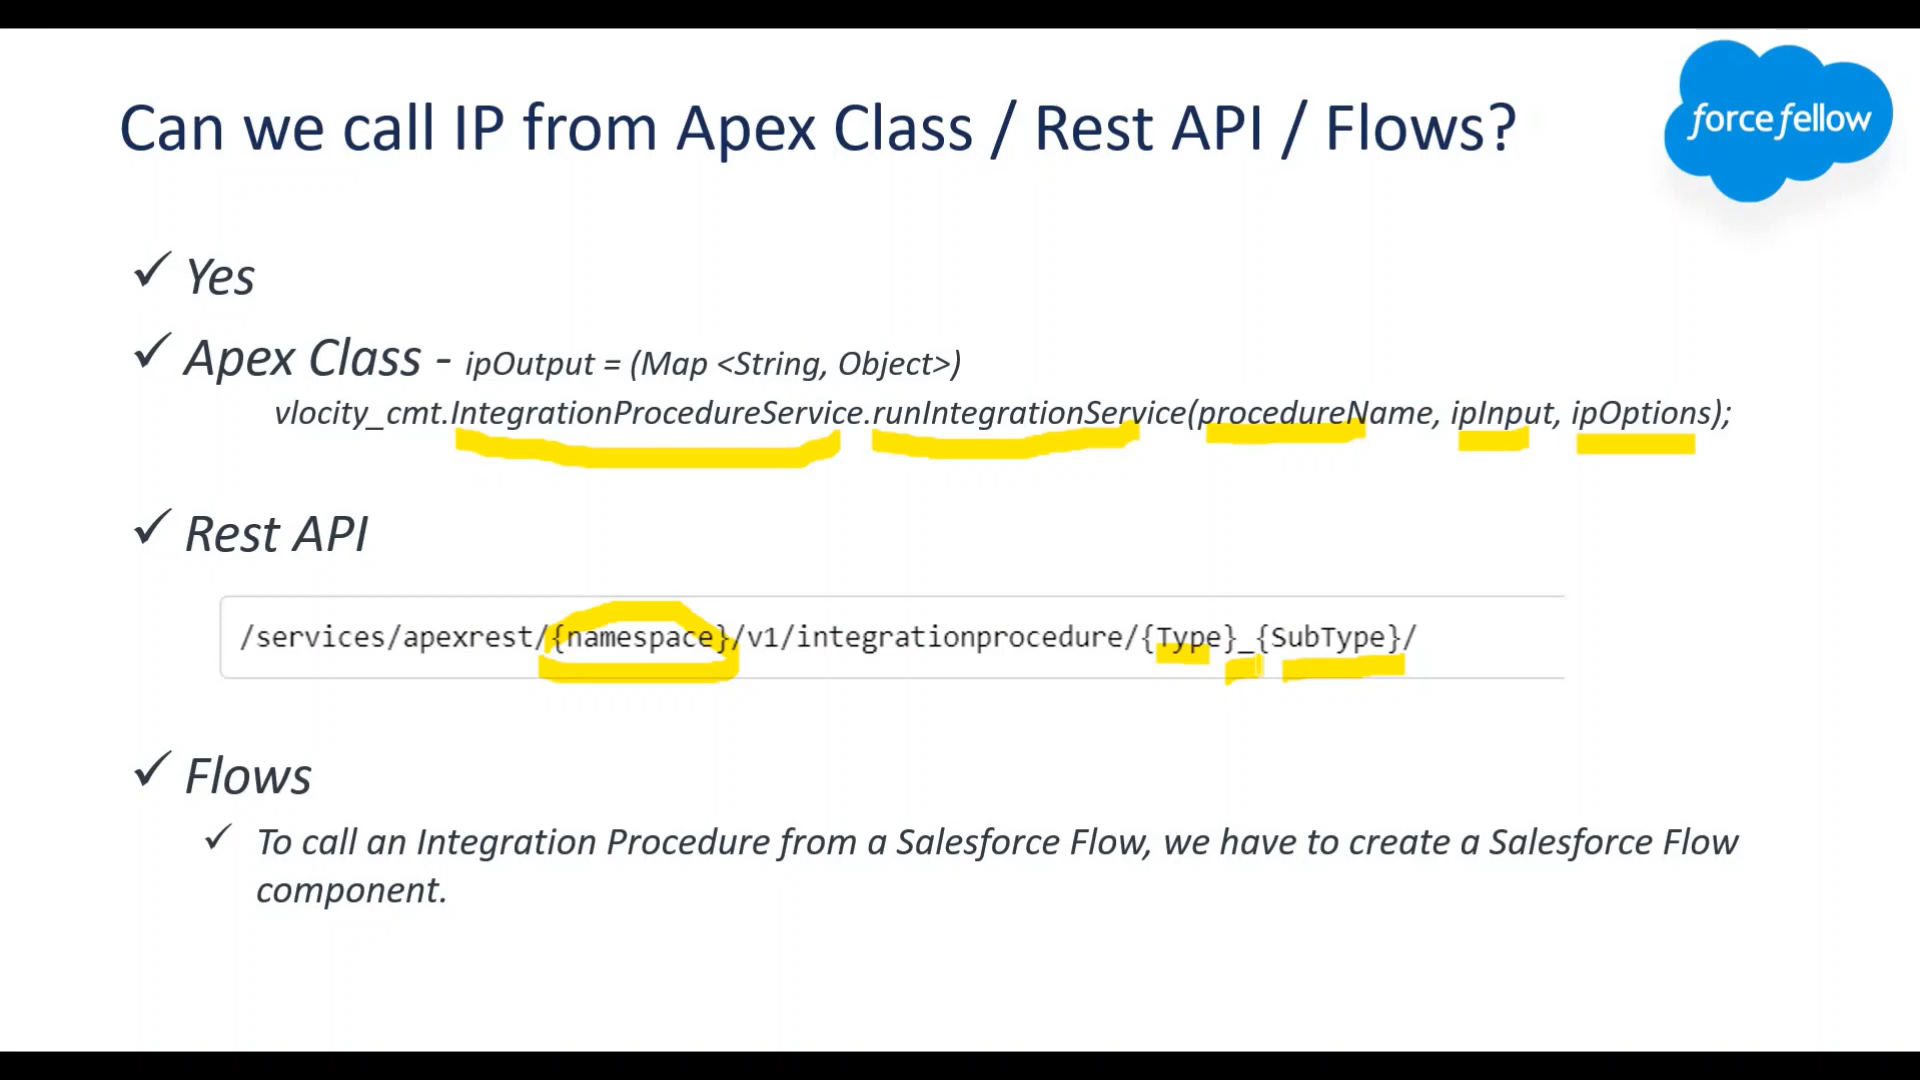 Can we call IP from Apex Class / Rest API / Flows?
force fellow
✓ Yes
✓ Apex Class - ipOutput = (Map <String, Object>)
vlocity_cmt.IntegrationProcedureService.runIntegrationService(procedureName, ipInput, ipOptions);
✓ Rest API
/services/apexrest/{namespace}/v1/integrationprocedure/{Type}_{SubType}/
✓ Flows
✓ To call an Integration Procedure from a Salesforce Flow, we have to create a Salesforce Flow
component.